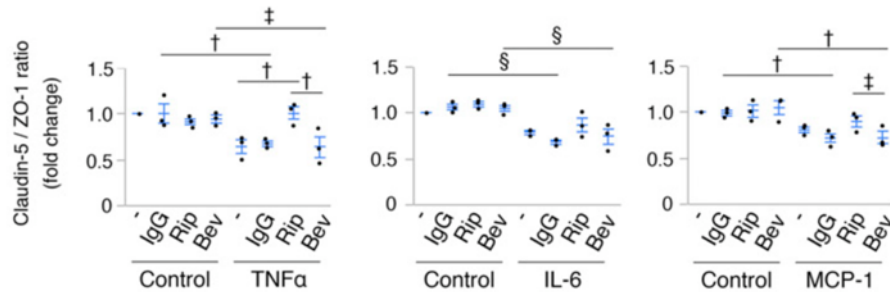 Claudin-5 / ZO-1 ratio
(fold change)
‡
†
†
†
1.5
1.0
0.5
0
- IgG Rip Bev - IgG Rip Bev
Control TNFα
§
§
1.5
1.0
0.5
0
- IgG Rip Bev - IgG Rip Bev
Control IL-6
†
†
‡
1.5
1.0
0.5
0
- IgG Rip Bev - IgG Rip Bev
Control MCP-1